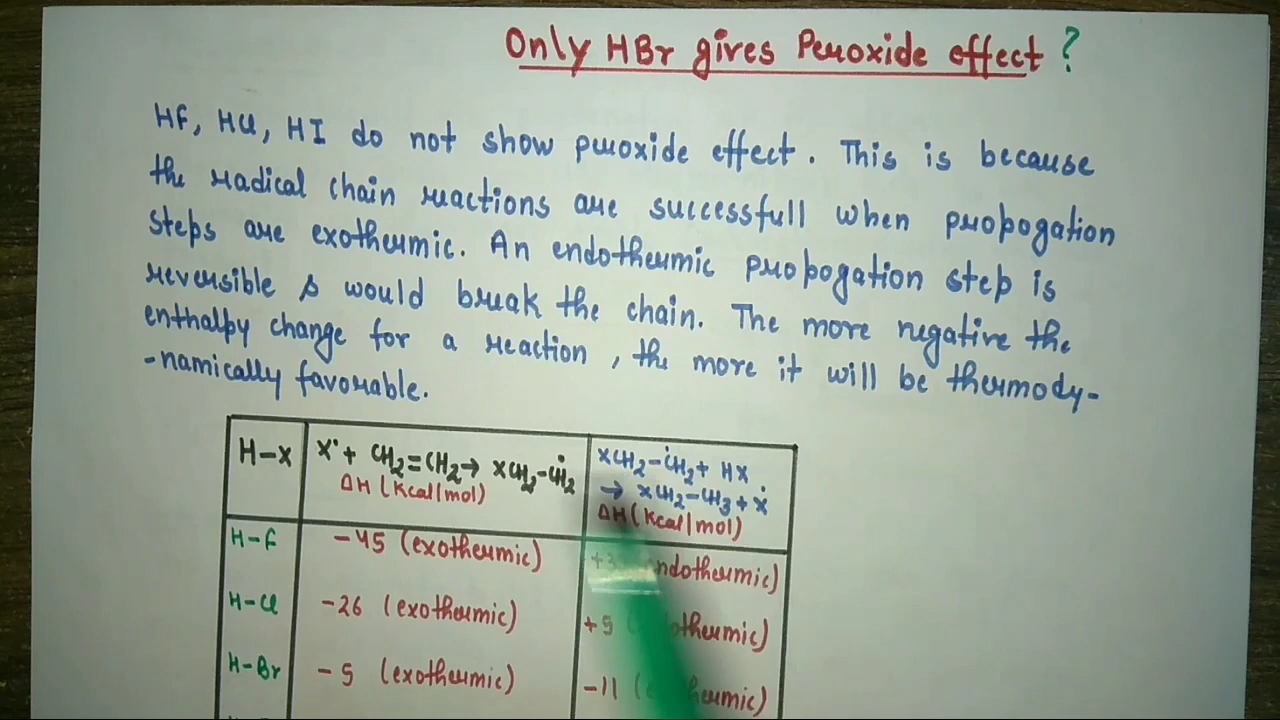 Only HBr gives Peroxide effect ?
HF, HCl, HI do not show peroxide effect. This is because
the radical chain reactions are successfull when propogation
steps are exothermic. An endothermic propogation step is
reversible & would break the chain. The more negative the
enthalpy change for a reaction, the more it will be thermody-
-namically favorable.
H-X
X• + CH2=CH2→ XCH2-ĊH2
ΔH (Kcal/mol)
XCH2-ĊH2+ HX
→ XCH2-CH3 + Ẋ
ΔH (Kcal/mol)
H-F -45 (exothermic)
H-Cl -26 (exothermic) +5
H-Br -5 (exothermic) -11